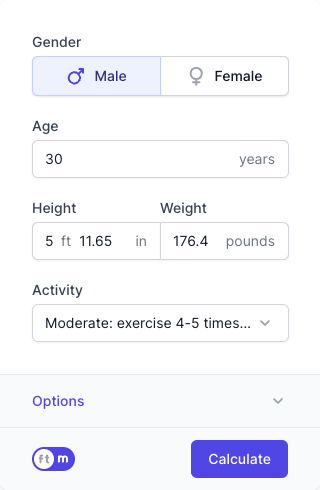 Gender
Male Female
Age
30 years
Height Weight
5 ft 11.65 in 176.4 pounds
Activity
Moderate: exercise 4-5 times...
Options
ft m Calculate